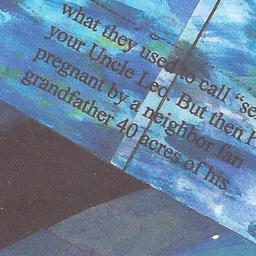 what they used to call “se
your Uncle Leo. But then h
pregnant by a neighbor farı
grandfather 40 acres of his